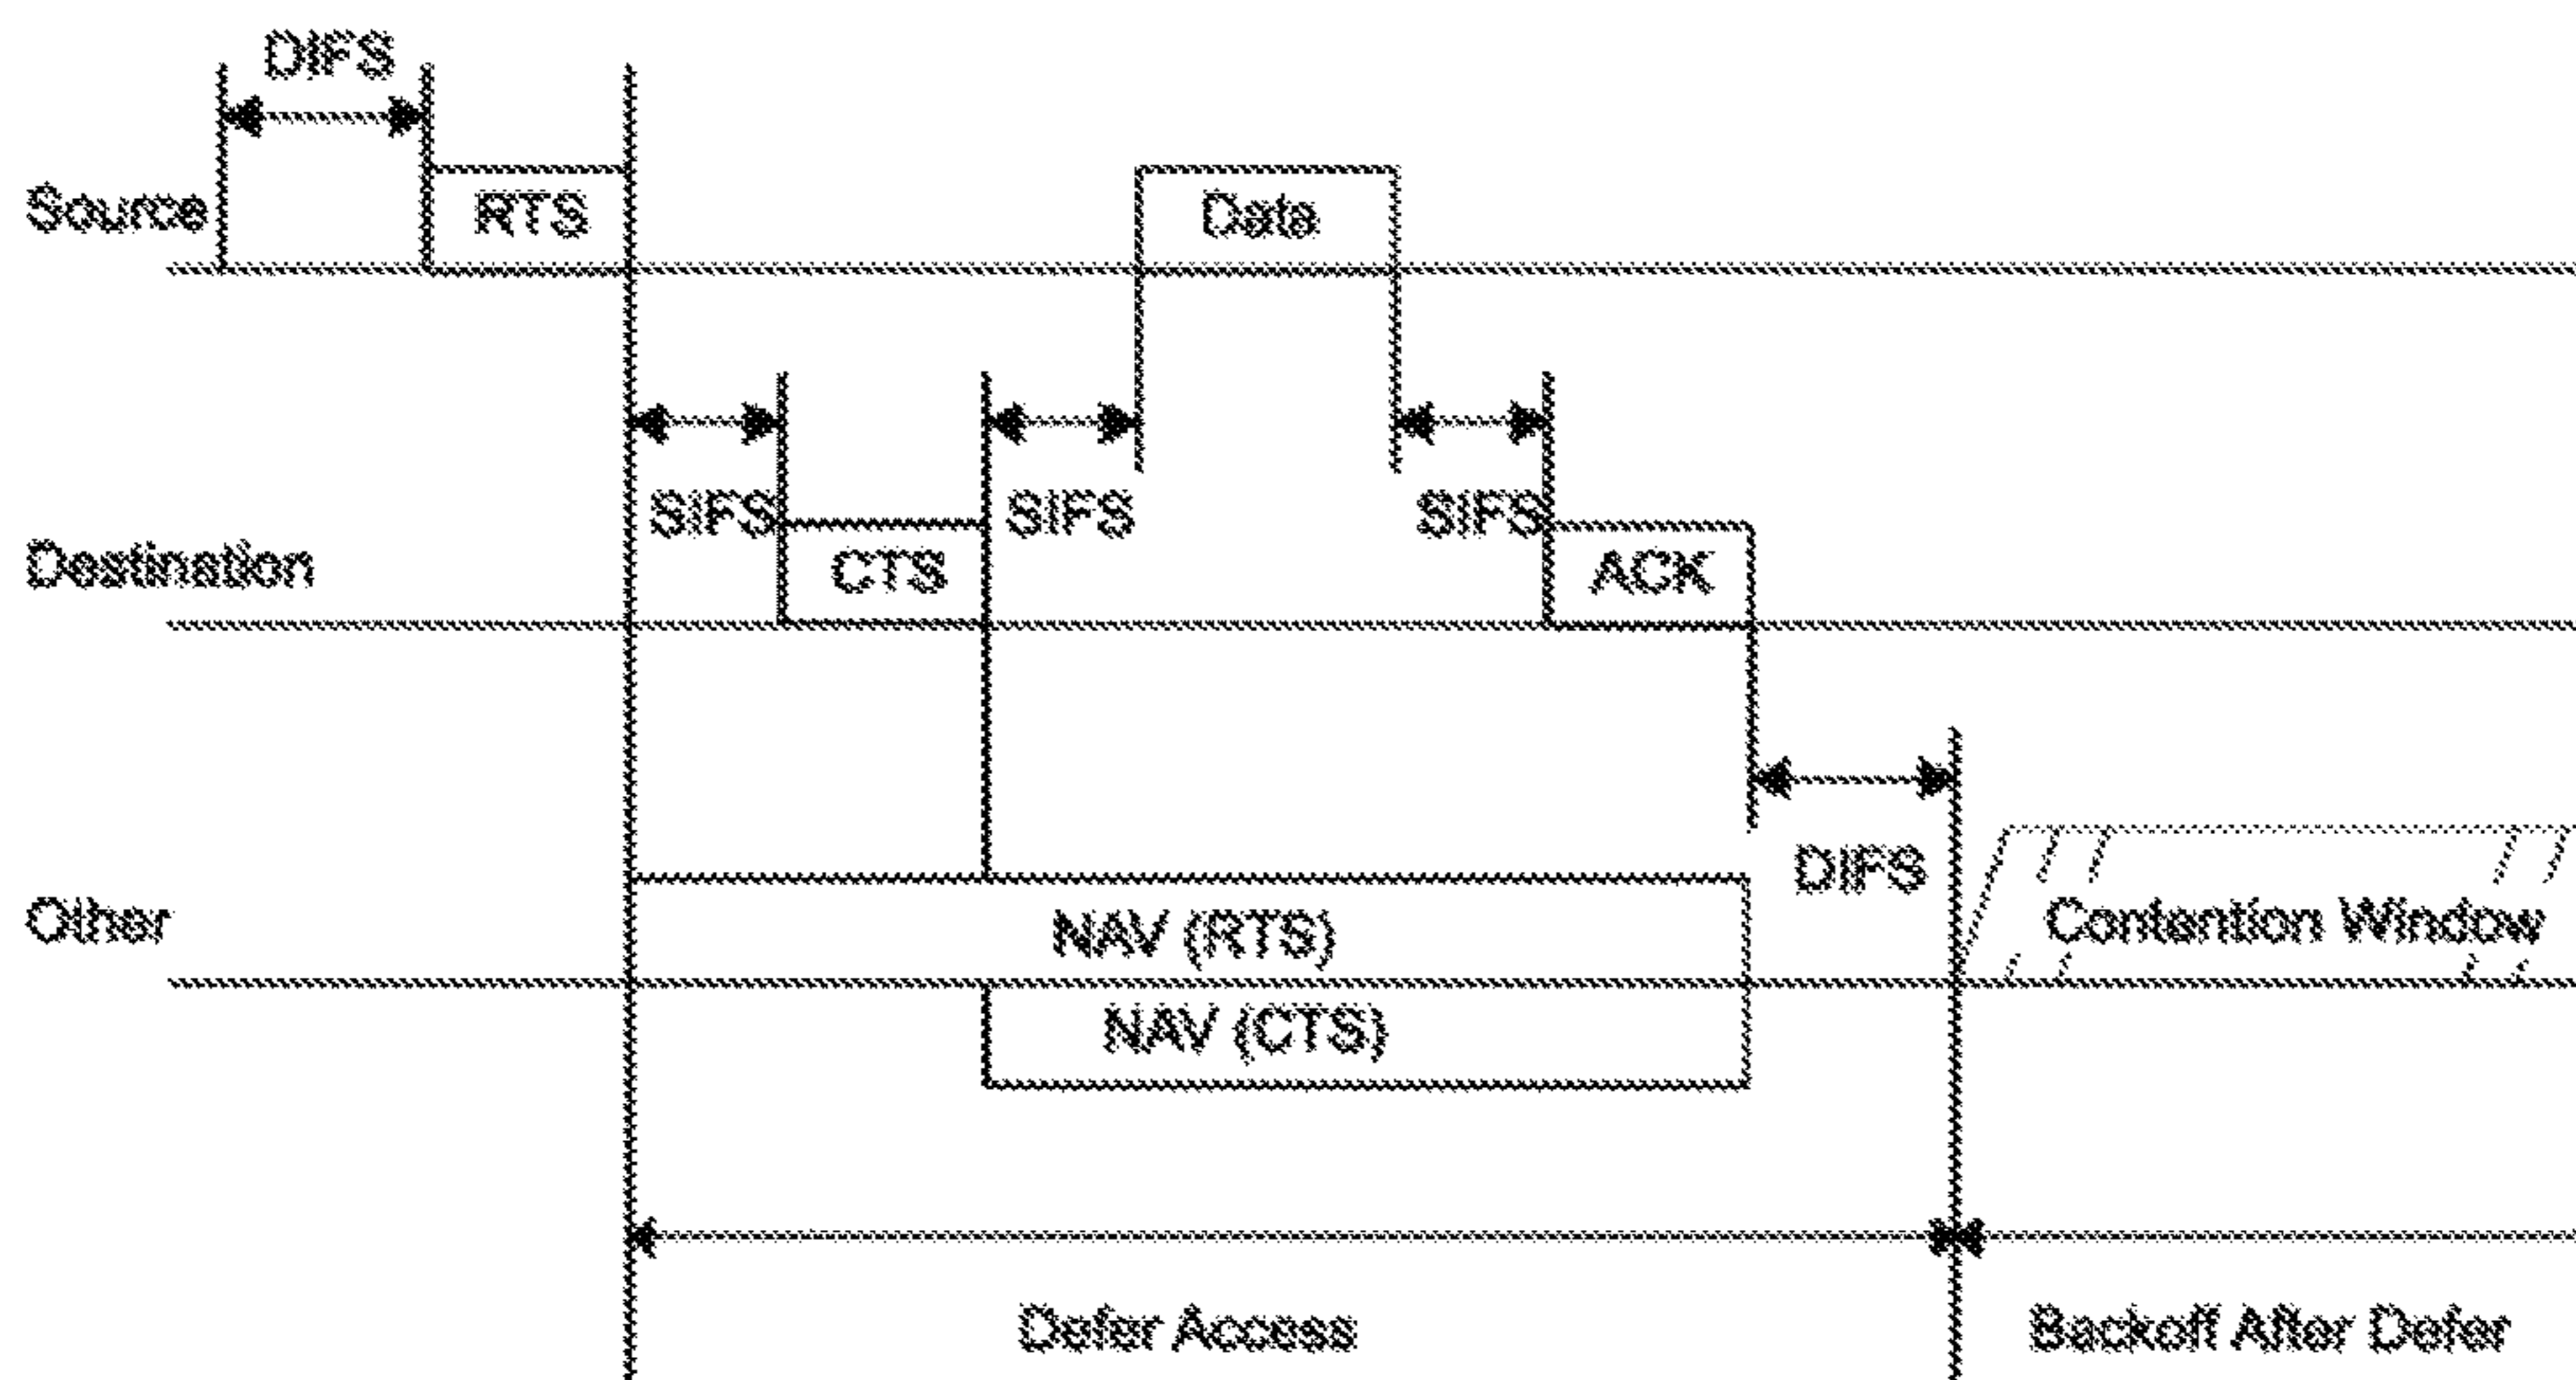 DIFS
Source
RTS
Data
SIFS
SIFS
SIFS
Destination
CTS
ACK
DIFS
Other
NAV (RTS)
Contention Window
NAV (CTS)
Defer Access
Backoff After Defer